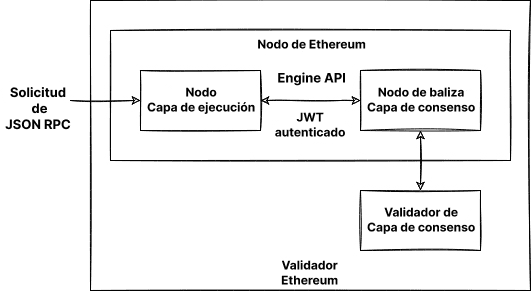 Nodo de Ethereum
Solicitud
de
JSON RPC
Nodo
Capa de ejecución
Engine API
JWT
autenticado
Nodo de baliza
Capa de consenso
Validador de
Capa de consenso
Validador
Ethereum